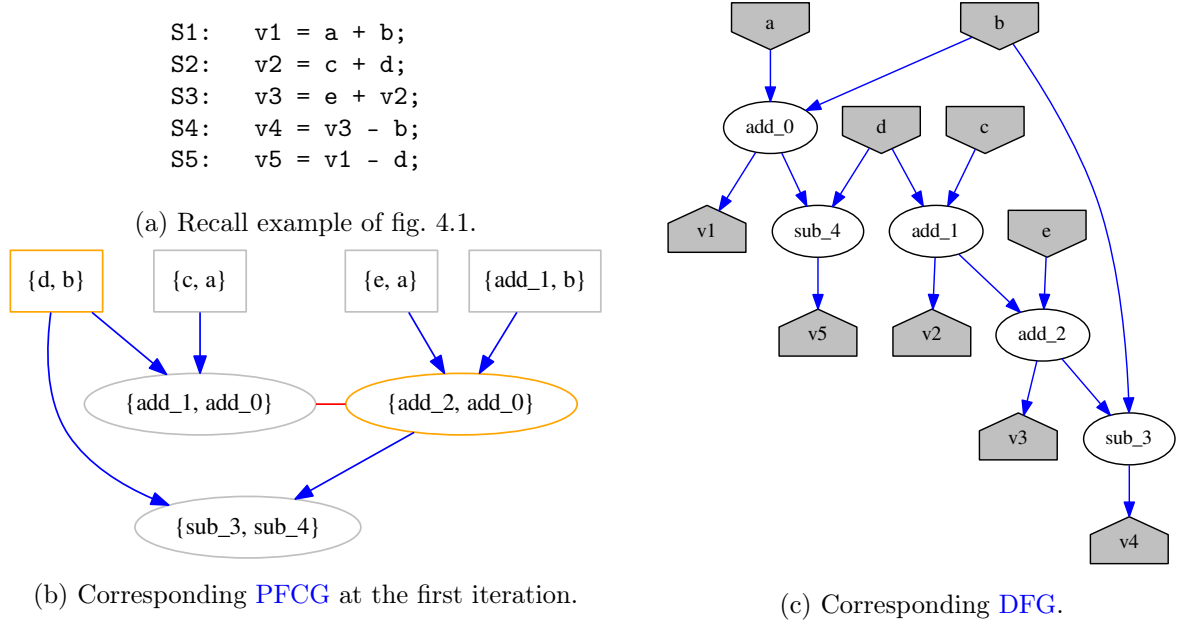 S1: v1 = a + b;
S2: v2 = c + d;
S3: v3 = e + v2;
S4: v4 = v3 - b;
S5: v5 = v1 - d;
(a) Recall example of fig. 4.1.
{d, b} {c, a} {e, a} {add_1, b}
{add_1, add_0} {add_2, add_0}
{sub_3, sub_4}
(b) Corresponding PFCG at the first iteration.
a b
add_0 d c
v1 sub_4 add_1 e
v5 v2 add_2
v3 sub_3
v4
(c) Corresponding DFG.